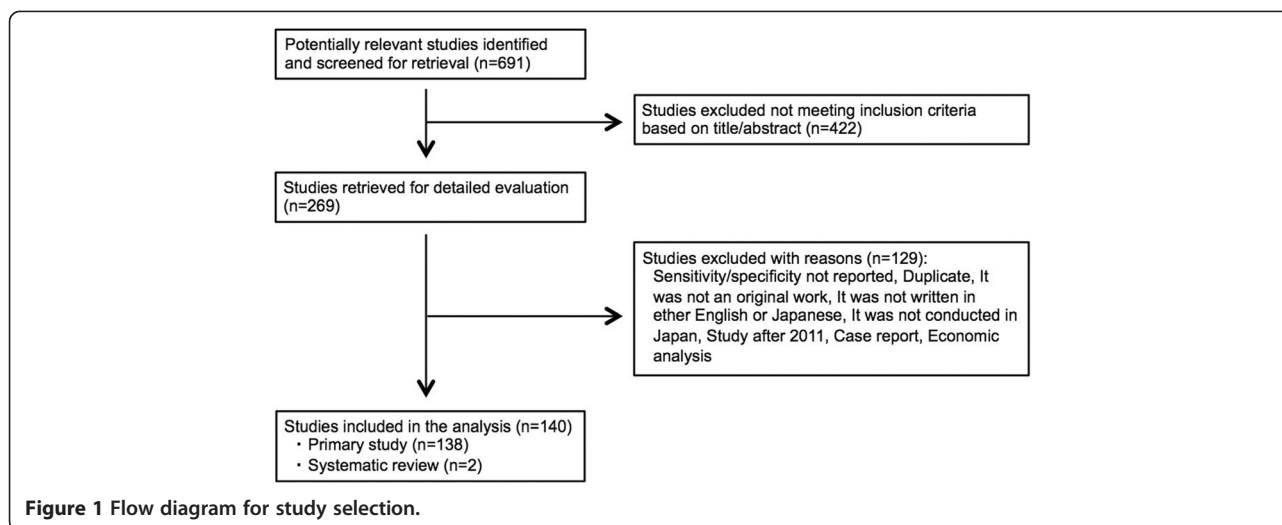 Potentially relevant studies identified
and screened for retrieval (n=691)
Studies excluded not meeting inclusion criteria
based on title/abstract (n=422)
Studies retrieved for detailed evaluation
(n=269)
Studies excluded with reasons (n=129):
Sensitivity/specificity not reported, Duplicate, It
was not an original work, It was not written in
ether English or Japanese, It was not conducted in
Japan, Study after 2011, Case report, Economic
analysis
Studies included in the analysis (n=140)
・Primary study (n=138)
・Systematic review (n=2)
Figure 1 Flow diagram for study selection.